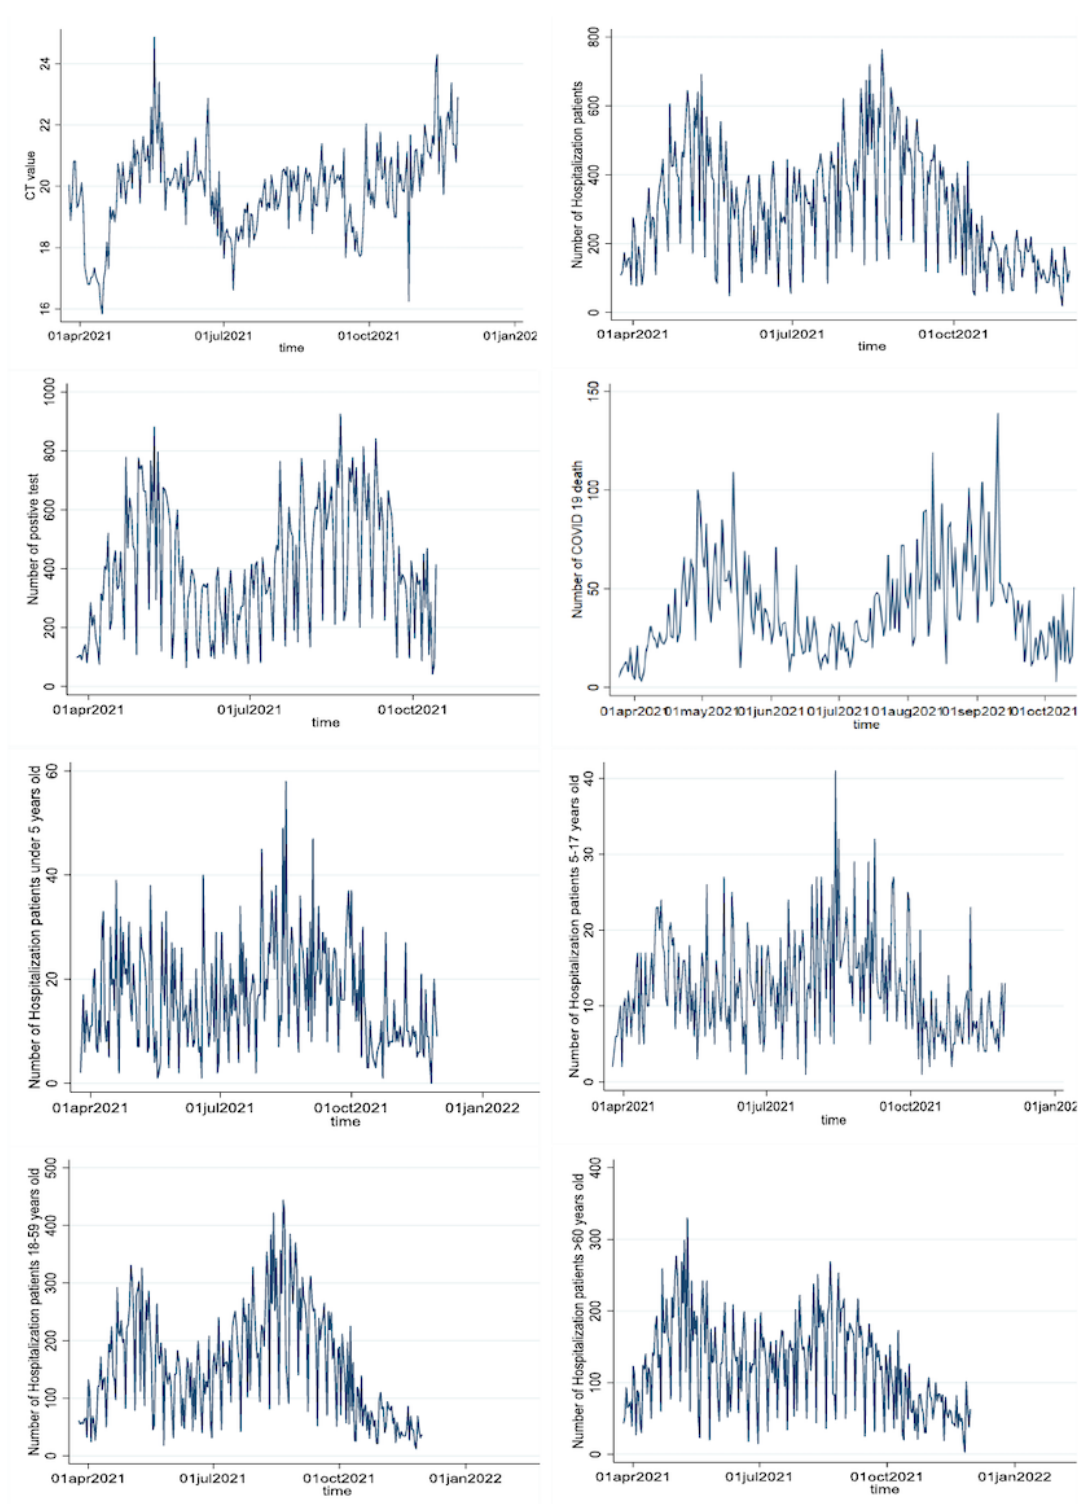 CT value
24
22
20
18
16
01apr2021 01jul2021 01oct2021 01jan202
time
Number of Hospitalization patients
800
600
400
200
0
01apr2021 01jul2021 01oct2021
time
Number of postive test
1000
800
600
400
200
0
01apr2021 01jul2021 01oct2021
time
Number of COVID 19 death
150
100
50
0
01apr2021 01may2021 01jun2021 01jul2021 01aug2021 01sep2021 01oct2021
time
Number of Hospitalization patients under 5 years old
60
40
20
0
01apr2021 01jul2021 01oct2021 01jan2022
time
Number of Hospitalization patients 5-17 years old
40
30
20
10
0
01apr2021 01jul2021 01oct2021 01jan202
time
Number of Hospitalization patients 18-59 years old
500
400
300
200
100
0
01apr2021 01jul2021 01oct2021 01jan2022
time
Number of Hospitalization patients >60 years old
400
300
200
100
0
01apr2021 01jul2021 01oct2021 01jan2022
time